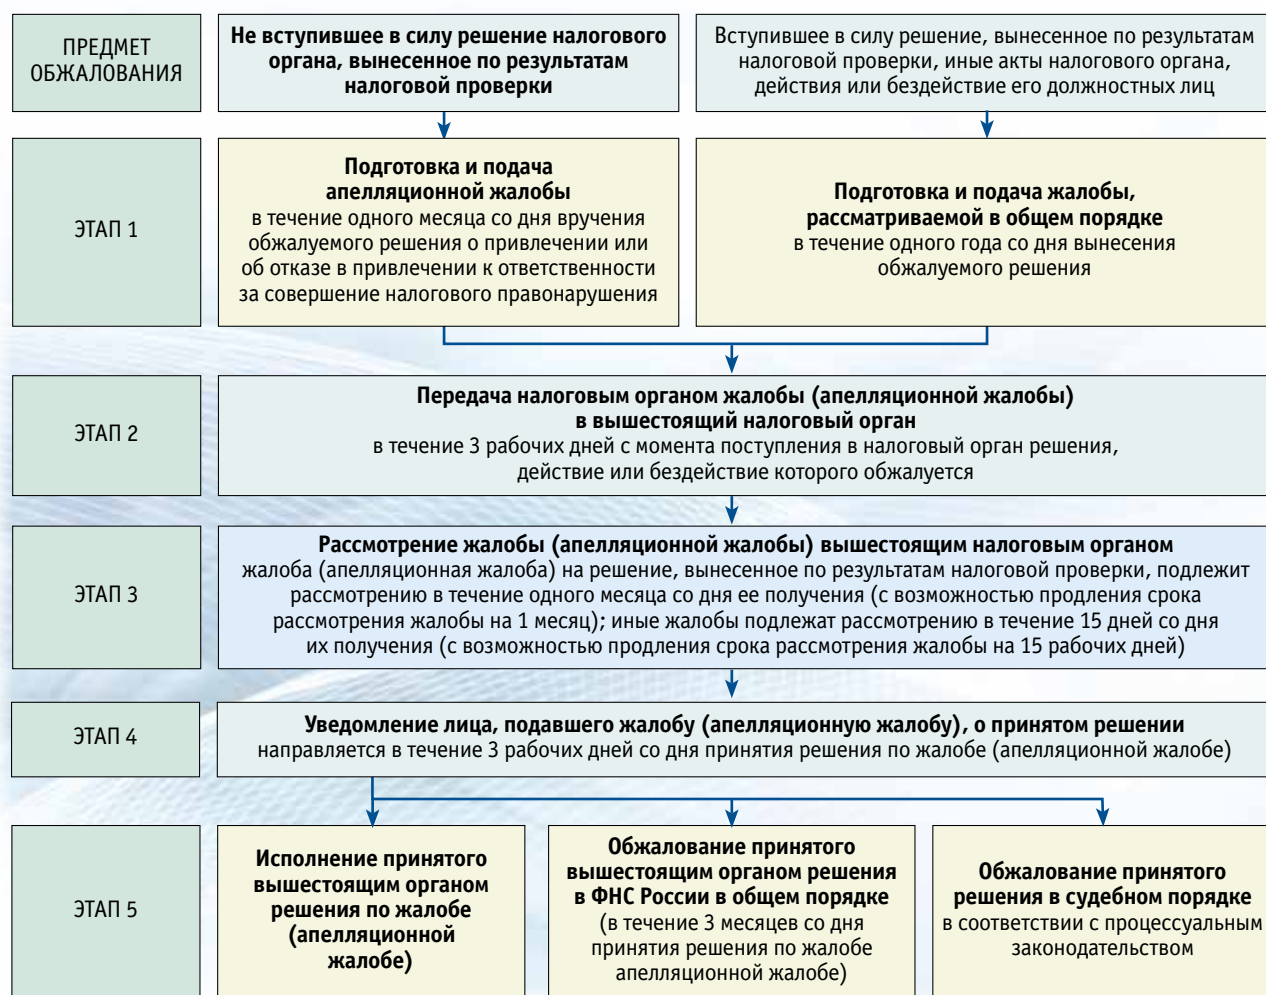 ПРЕДМЕТ
ОБЖАЛОВАНИЯ
Не вступившее в силу решение налогового
органа, вынесенное по результатам
налоговой проверки
Вступившее в силу решение, вынесенное по результатам
налоговой проверки, иные акты налогового органа,
действия или бездействие его должностных лиц
ЭТАП 1
Подготовка и подача
апелляционной жалобы
в течение одного месяца со дня вручения
обжалуемого решения о привлечении или
об отказе в привлечении к ответственности
за совершение налогового правонарушения
Подготовка и подача жалобы,
рассматриваемой в общем порядке
в течение одного года со дня вынесения
обжалуемого решения
ЭТАП 2
Передача налоговым органом жалобы (апелляционной жалобы)
в вышестоящий налоговый орган
в течение 3 рабочих дней с момента поступления в налоговый орган решения,
действие или бездействие которого обжалуется
ЭТАП 3
Рассмотрение жалобы (апелляционной жалобы) вышестоящим налоговым органом
жалоба (апелляционная жалоба) на решение, вынесенное по результатам налоговой проверки, подлежит
рассмотрению в течение одного месяца со дня ее получения (с возможностью продления срока
рассмотрения жалобы на 1 месяц); иные жалобы подлежат рассмотрению в течение 15 дней со дня
их получения (с возможностью продления срока рассмотрения жалобы на 15 рабочих дней)
ЭТАП 4
Уведомление лица, подавшего жалобу (апелляционную жалобу), о принятом решении
направляется в течение 3 рабочих дней со дня принятия решения по жалобе (апелляционной жалобе)
ЭТАП 5
Исполнение принятого
вышестоящим органом
решения по жалобе
(апелляционной
жалобе)
Обжалование принятого
вышестоящим органом решения
в ФНС России в общем порядке
(в течение 3 месяцев со дня
принятия решения по жалобе
апелляционной жалобе)
Обжалование принятого
решения в судебном порядке
в соответствии с процессуальным
законодательством